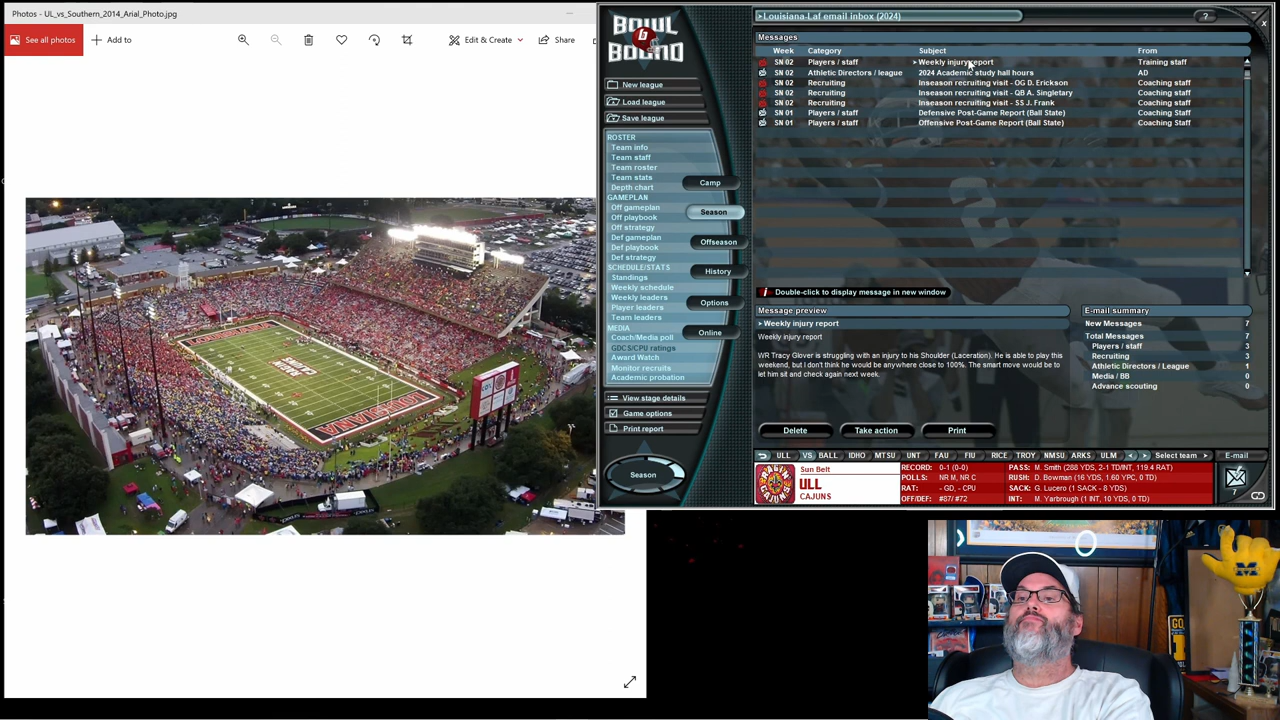 Photos - UL_vs_Southern_2014_Arial_Photo.jpg
See all photos
Add to
Edit & Create
Share
BOWL
BOUND
New league
Load league
Save league
ROSTER
Team info
Team staff
Team roster
Team stats
Depth chart
GAMEPLAN
Off gameplan
Off playbook
Off strategy
Def gameplan
Def playbook
Def strategy
SCHEDULE/STATS
Standings
Weekly schedule
Weekly leaders
Player leaders
Team leaders
MEDIA
Coach/Media poll
GDCS/CPU ratings
Award Watch
Monitor recruits
Academic probation
Camp
Season
Offseason
History
Options
Online
View stage details
Game options
Print report
Season
Louisiana-Laf email inbox (2024)
?
Messages
Week Category Subject From
SN 02 Players / staff Weekly injury report Training staff
SN 02 Athletic Directors / league 2024 Academic study hall hours AD
SN 02 Recruiting Inseason recruiting visit - OG D. Erickson Coaching Staff
SN 02 Recruiting Inseason recruiting visit - QB A. Singletary Coaching Staff
SN 02 Recruiting Inseason recruiting visit - SS J. Frank Coaching Staff
SN 01 Players / staff Defensive Post-Game Report (Ball State) Coaching Staff
SN 01 Players / staff Offensive Post-Game Report (Ball State) Coaching Staff
Double-click to display message in new window
Message preview
Weekly injury report
Weekly injury report
WR Tracy Glover is struggling with an injury to his Shoulder (Laceration). He is able to play this
weekend, but I don't think he would be anywhere close to 100%. The smart move would be to
let him sit and check again next week.
E-mail summary
New Messages 7
Total Messages 7
Players / staff 3
Recruiting 3
Athletic Directors / League 1
Media / BB 0
Advance scouting 0
Delete
Take action
Print
ULL VS BALL IDHO MTSU UNT FAU FIU RICE TROY NMSU ARKS ULM Select team E-mail
Sun Belt
ULL
CAJUNS
RECORD: 0-1 (0-0)
POLLS: NR M, NR C
RAT: - GD, - CPU
OFF/DEF: #87/ #72
PASS: M. Smith (288 YDS, 2-1 TD/INT, 119.4 RAT)
RUSH: D. Bowman (16 YDS, 1.60 YPC, 0 TD)
SACK: G. Lucero (1 SACK - 8 YDS)
INT: M. Yarbrough (1 INT, 10 YDS, 0 TD)
7
M
GO